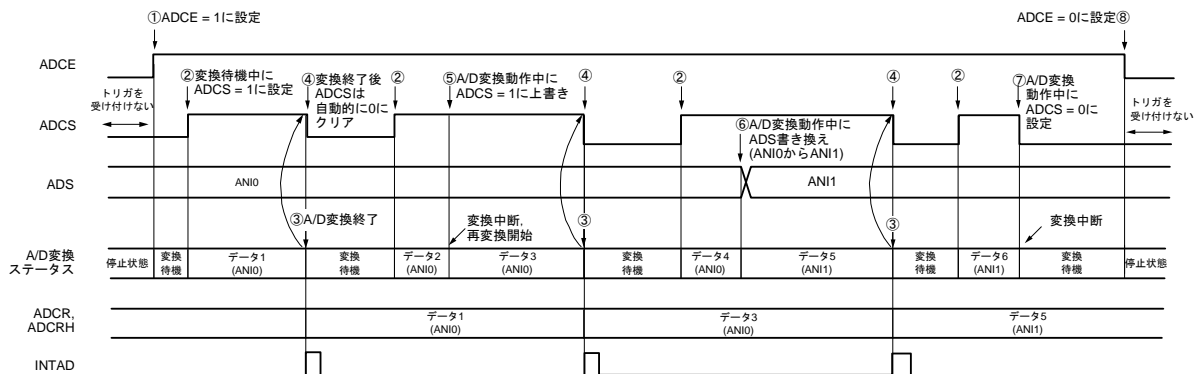 ①ADCE = 1に設定
ADCE = 0に設定⑧
ADCE
②変換待機中に
ADCS = 1に設定
④変換終了後
ADCSは
自動的に0に
クリア
②
⑤A/D変換動作中に
ADCS = 1に上書き
④
②
④
②
⑦A/D変換
動作中に
ADCS = 0に
設定
トリガを
受け付けない
トリガを
受け付けない
ADCS
⑥A/D変換動作中に
ADS書き換え
(ANI0からANI1)
ADS
ANI0
ANI1
③A/D変換終了
変換中断,
再変換開始
③
③
変換中断
A/D変換
ステータス
停止状態
変換
待機
データ1
(ANI0)
変換
待機
データ2
(ANI0)
データ3
(ANI0)
変換
待機
データ4
(ANI0)
データ5
(ANI1)
変換
待機
データ6
(ANI1)
変換
待機
停止状態
ADCR,
ADCRH
データ1
(ANI0)
データ3
(ANI0)
データ5
(ANI1)
INTAD